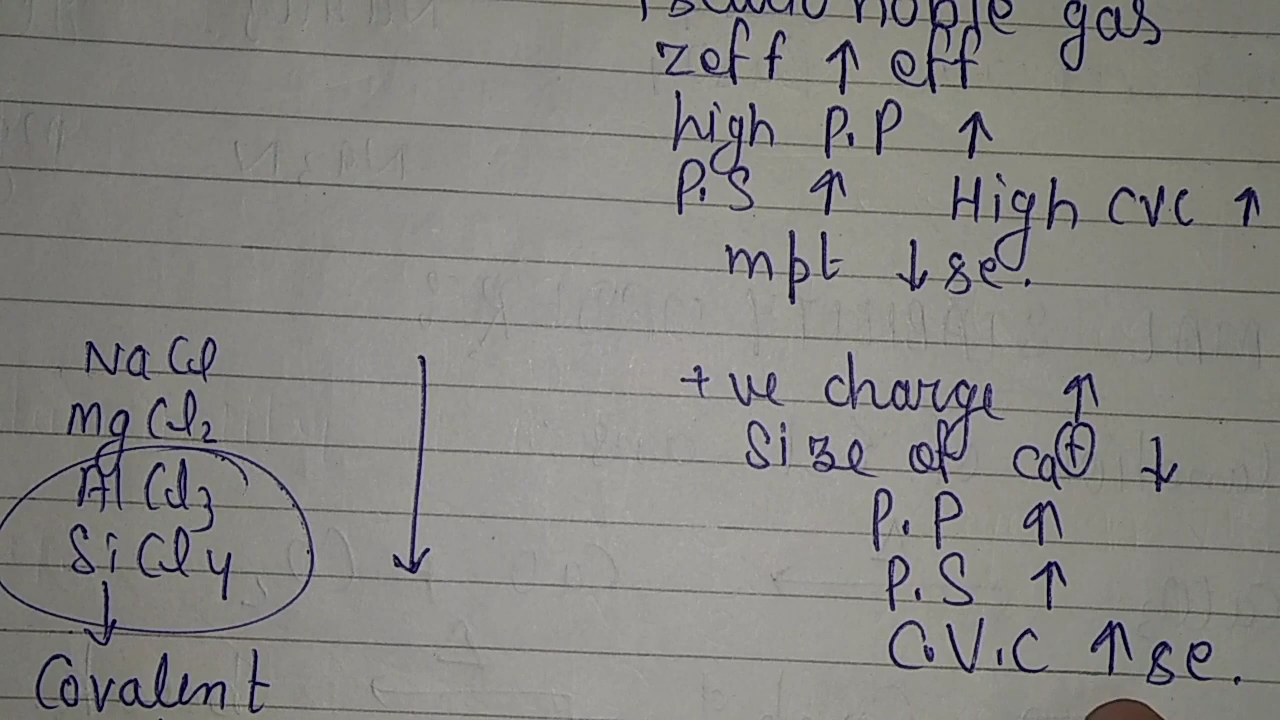 noble gas
zeff ↑ eff
high P.P ↑
P.S ↑ High CVC ↑
mpt ↓se.
NaCl
MgCl2
AlCl3
SiCl4
Covalent
+ve charge ↑
Size of cat+ ↓
P.P ↑
P.S ↑
C.V.C ↑se.